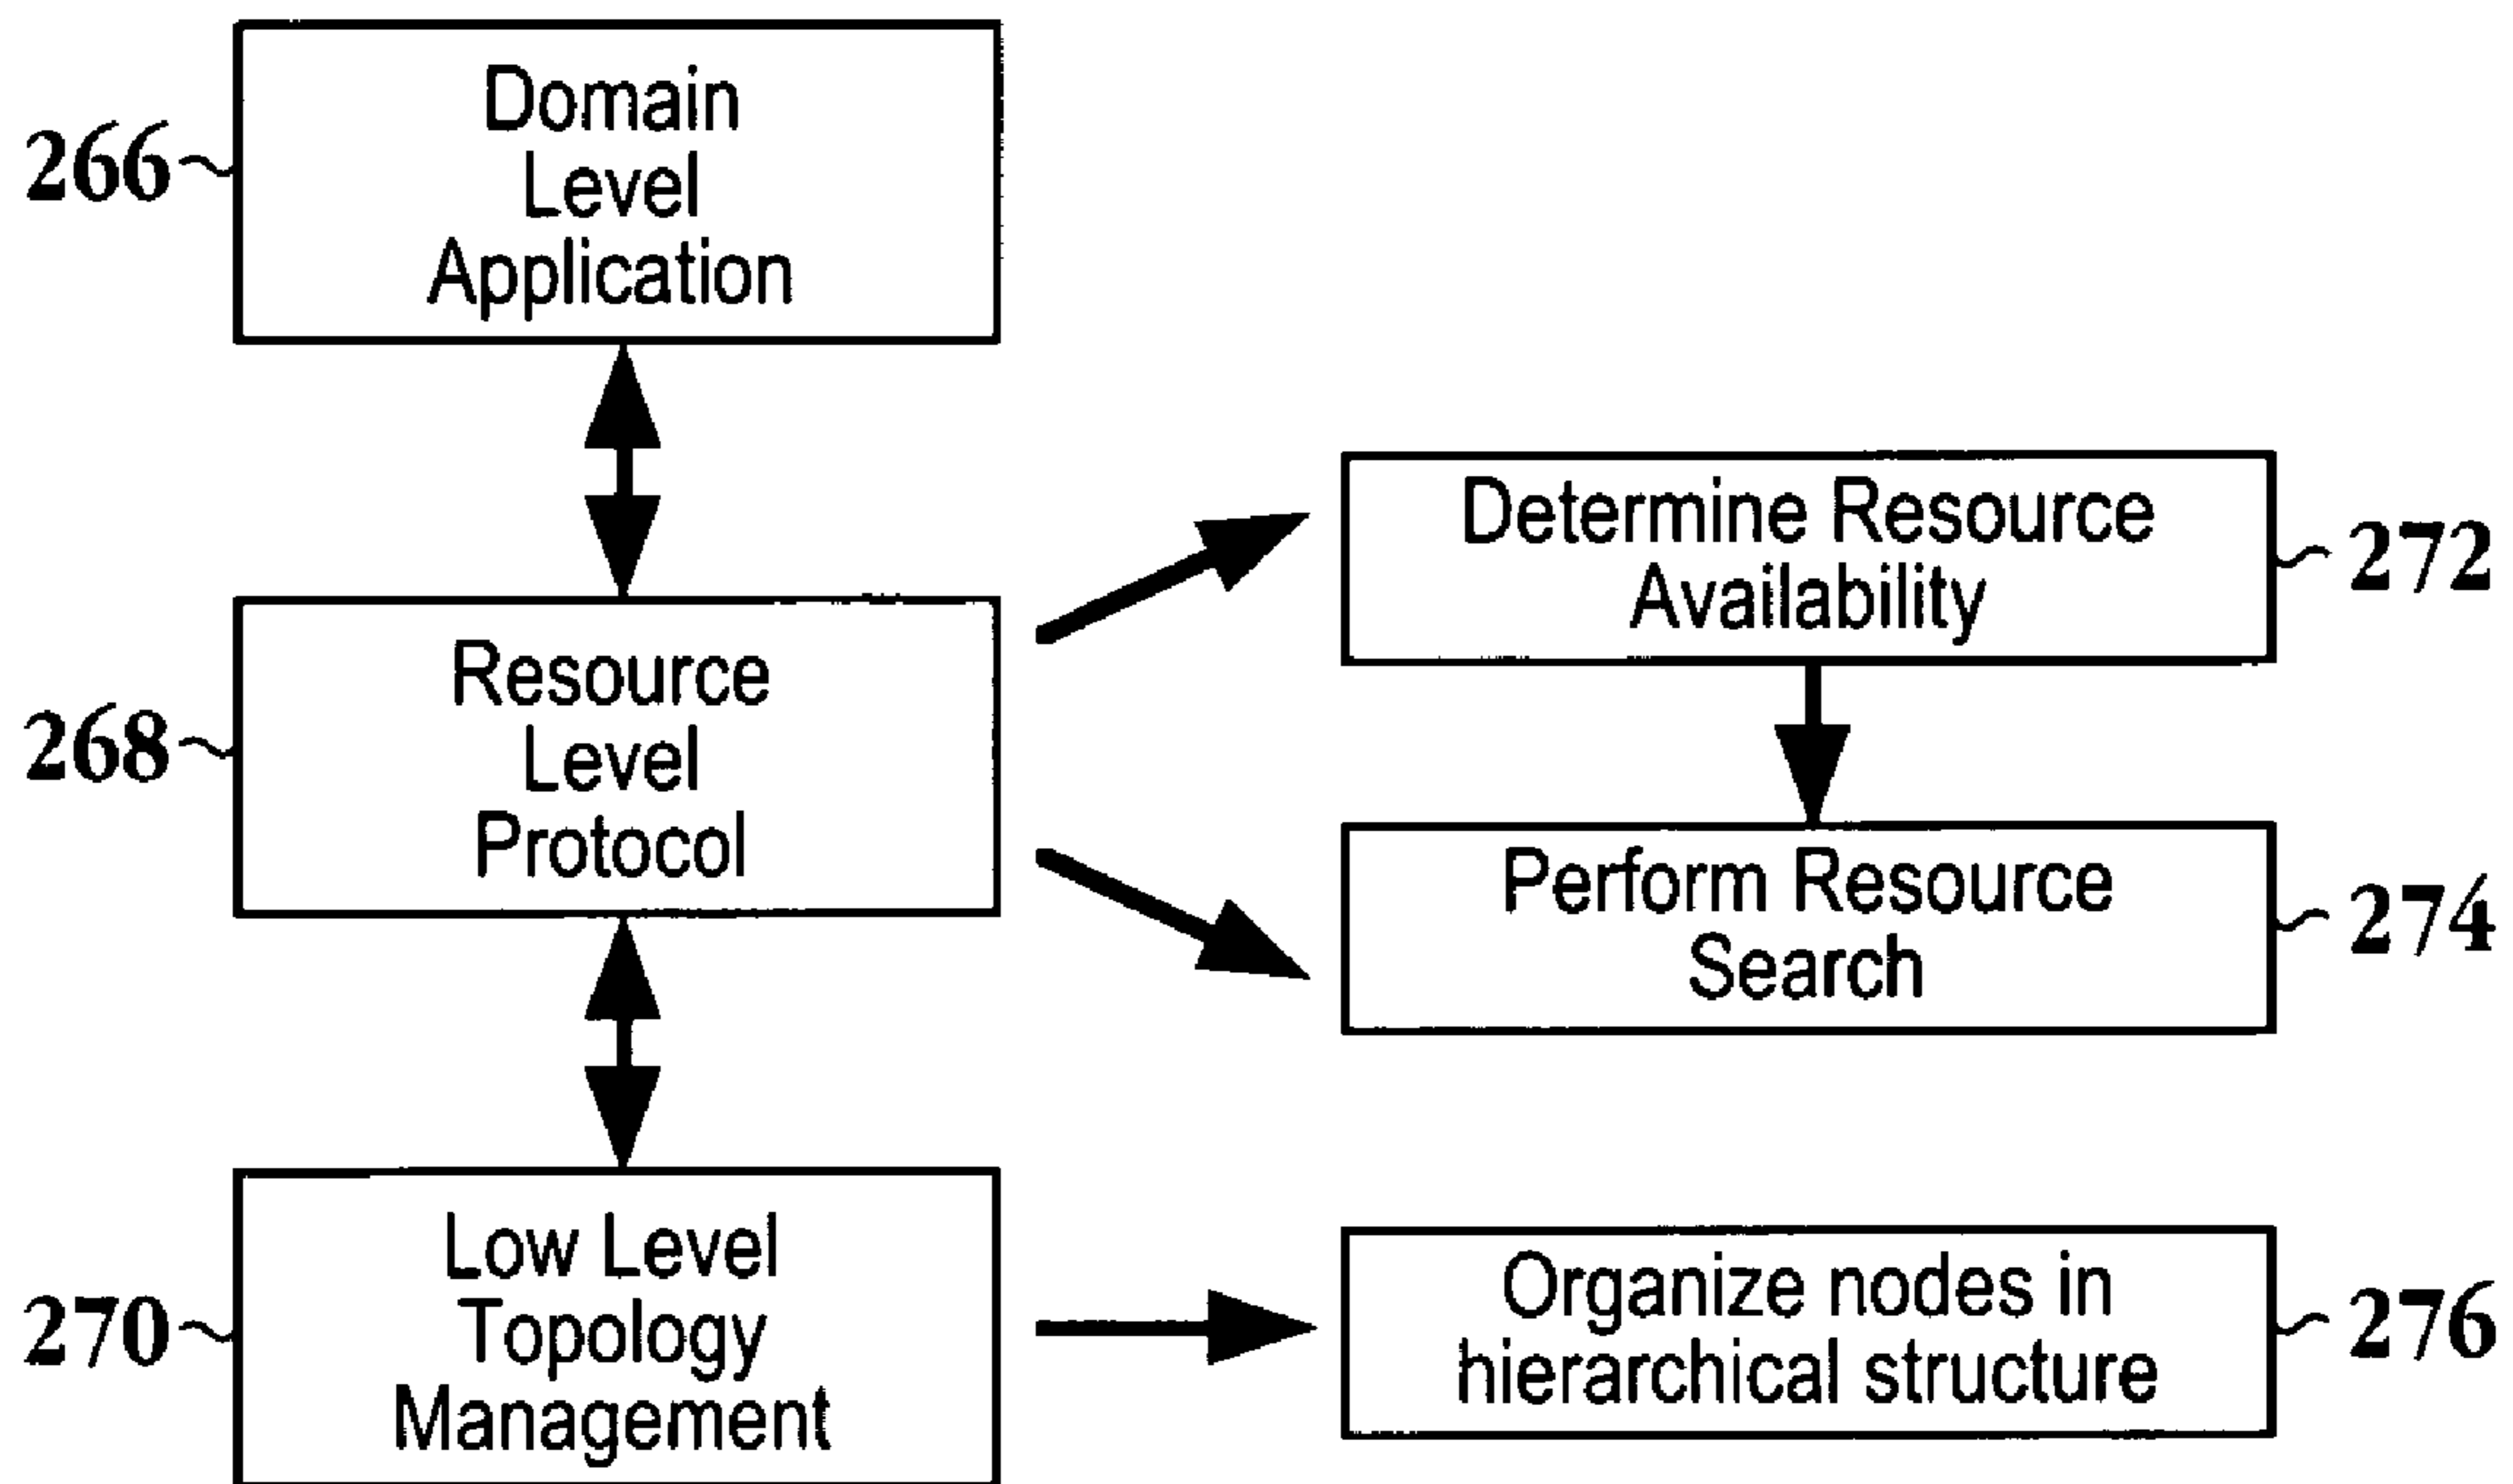 Domain
Level
Application
266
Resource
Level
Protocol
268
Low Level
Topology
Management
270
Determine Resource
Availability
272
Perform Resource
Search
274
Organize nodes in
hierarchical structure
276